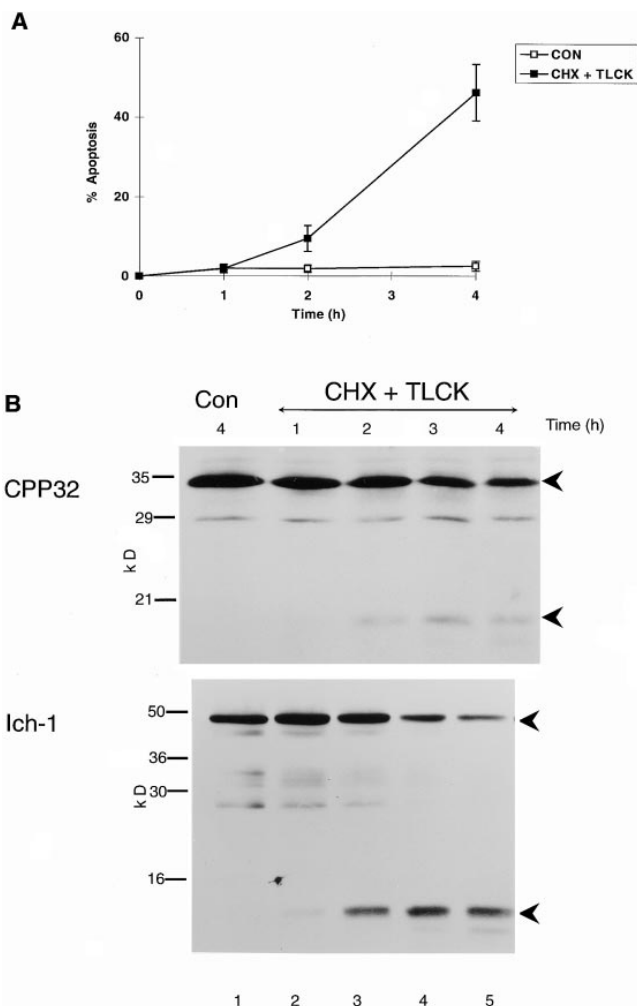 A
CON
CHX + TLCK
60
40
20
0
% Apoptosis
0 1 2 3 4
Time (h)
B
Con CHX + TLCK
4 1 2 3 4 Time (h)
CPP32
35
29
21
kD
Ich-1
50
36
30
16
kD
1 2 3 4 5